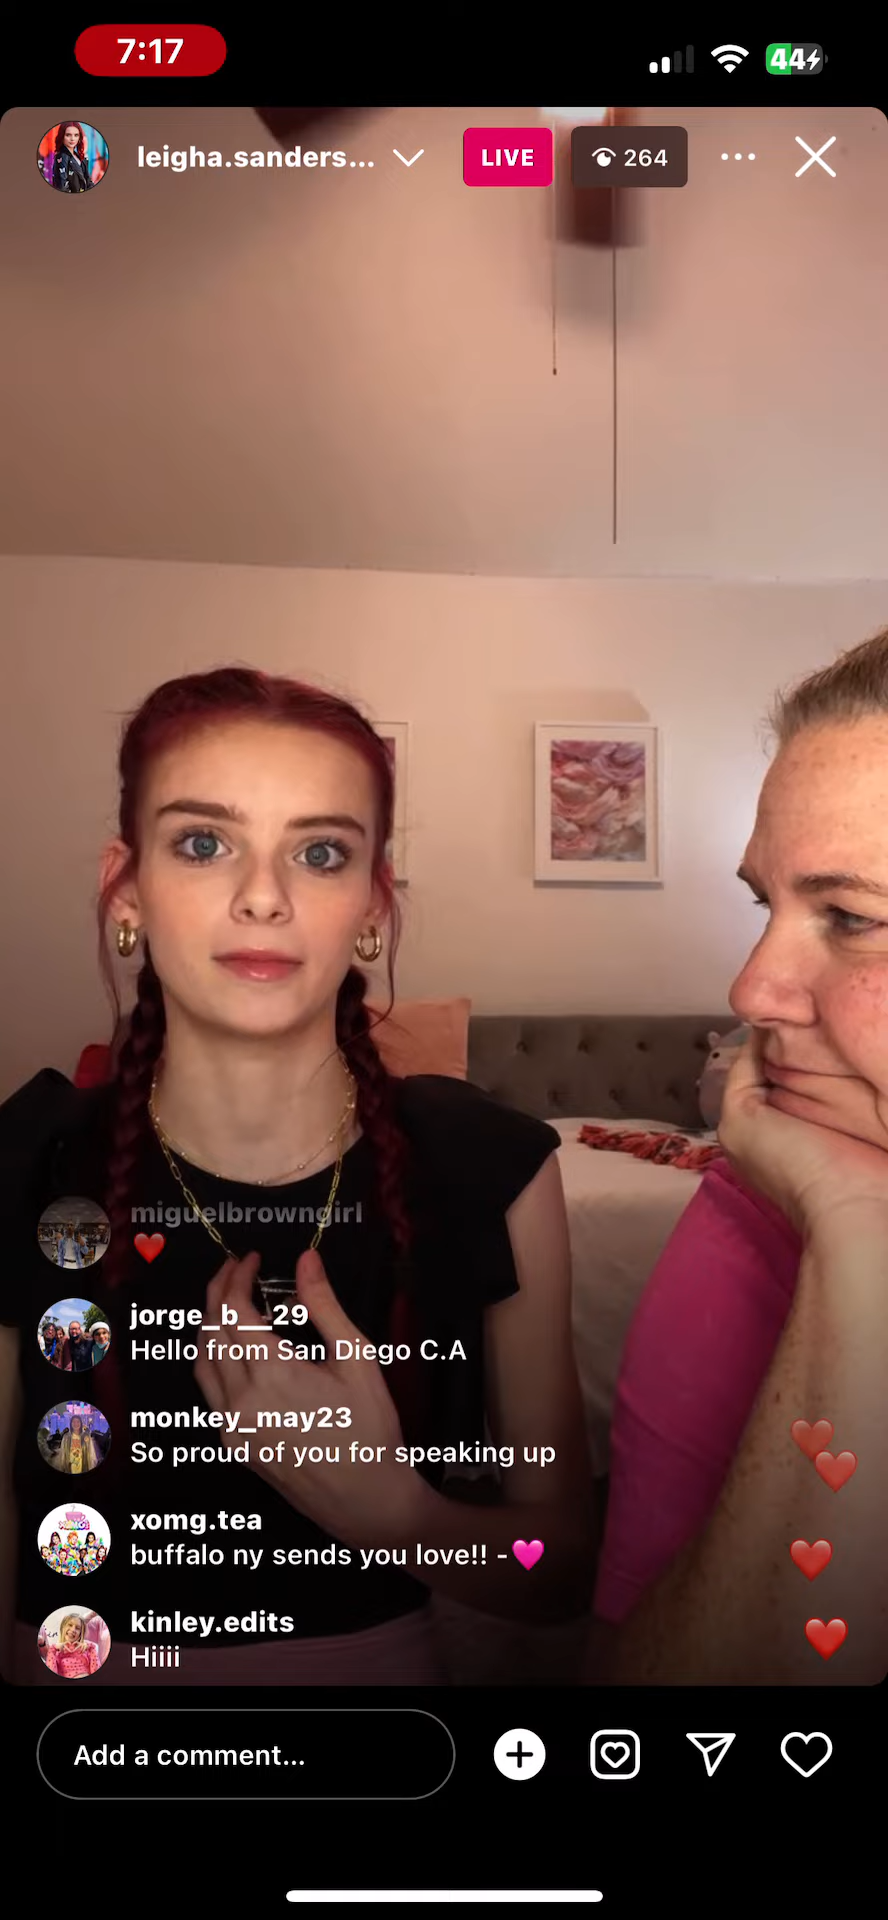 7:17
44
leigha.sanders...
LIVE
264
miguelbrowngirl
❤️
jorge_b__29
Hello from San Diego C.A
monkey_may23
So proud of you for speaking up
xomg.tea
buffalo ny sends you love!! -🩷
kinley.edits
Hiiii
Add a comment...